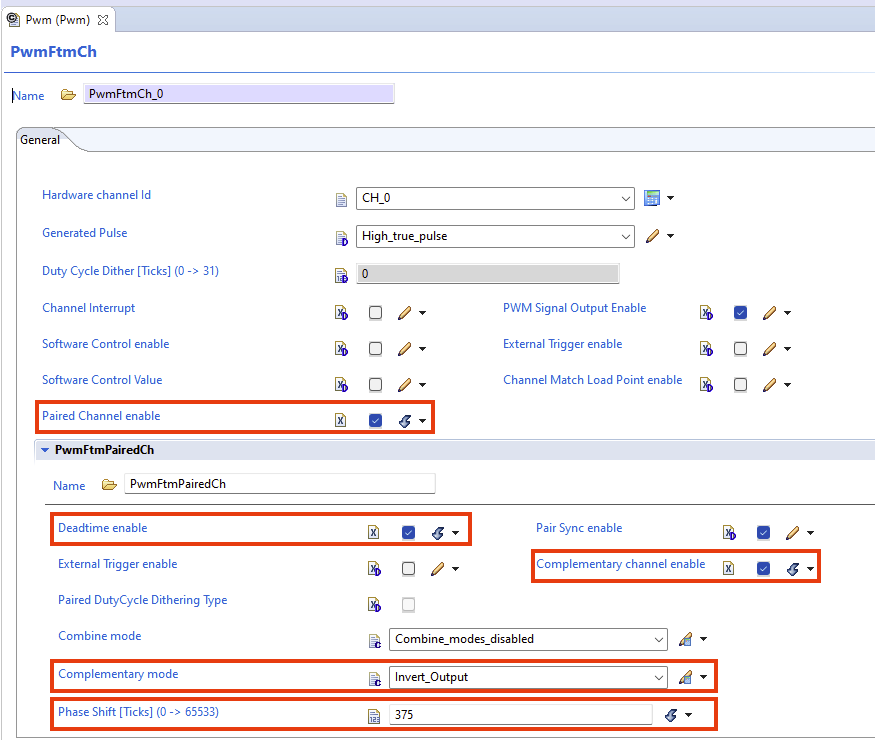 Pwm (Pwm)
PwmFtmCh
Name PwmFtmCh_0
General
Hardware channel Id CH_0
Generated Pulse High_true_pulse
Duty Cycle Dither [Ticks] (0 -> 31) 0
Channel Interrupt PWM Signal Output Enable
Software Control enable External Trigger enable
Software Control Value Channel Match Load Point enable
Paired Channel enable
PwmFtmPairedCh
Name PwmFtmPairedCh
Deadtime enable Pair Sync enable
External Trigger enable Complementary channel enable
Paired DutyCycle Dithering Type
Combine mode Combine_modes_disabled
Complementary mode Invert_Output
Phase Shift [Ticks] (0 -> 65533) 375